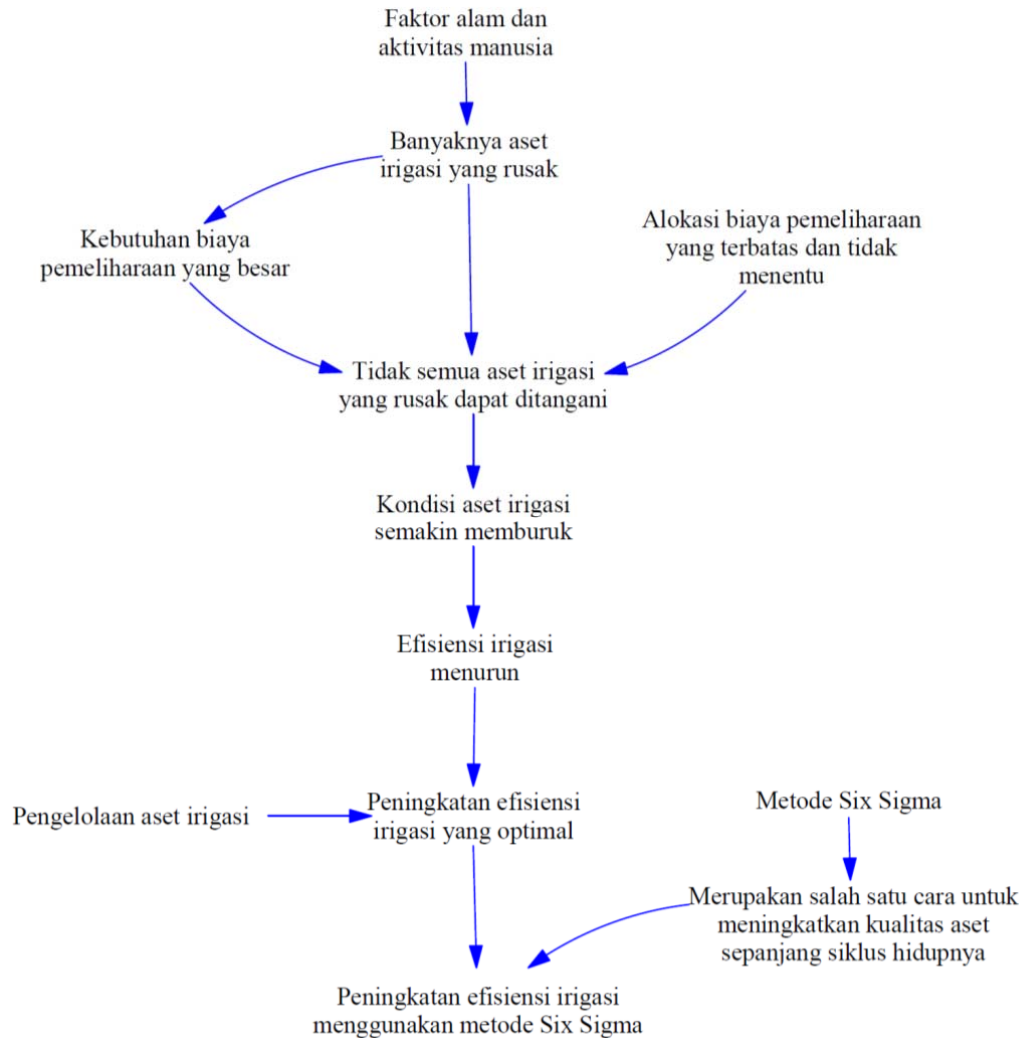 Faktor alam dan
aktivitas manusia
Banyaknya aset
irigasi yang rusak
Kebutuhan biaya
pemeliharaan yang besar
Alokasi biaya pemeliharaan
yang terbatas dan tidak
menentu
Tidak semua aset irigasi
yang rusak dapat ditangani
Kondisi aset irigasi
semakin memburuk
Efisiensi irigasi
menurun
Pengelolaan aset irigasi
Peningkatan efisiensi
irigasi yang optimal
Metode Six Sigma
Merupakan salah satu cara untuk
meningkatkan kualitas aset
sepanjang siklus hidupnya
Peningkatan efisiensi irigasi
menggunakan metode Six Sigma